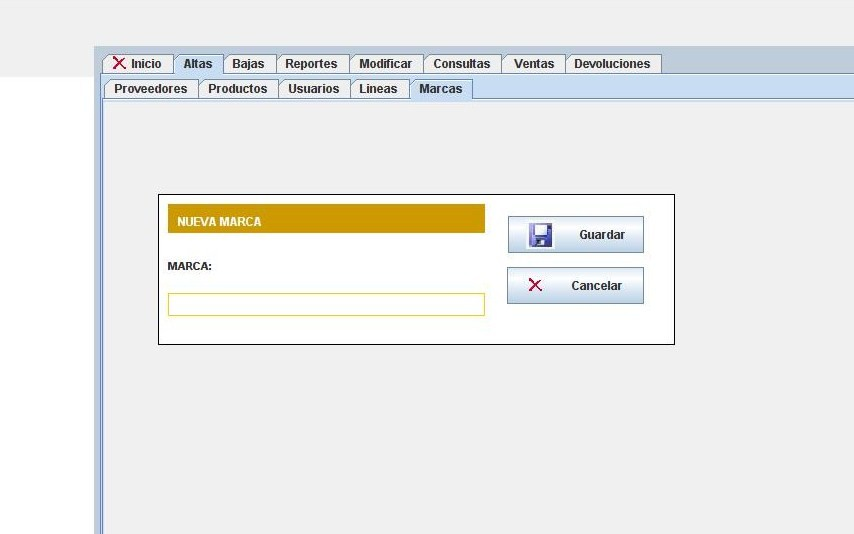 Inicio Altas Bajas Reportes Modificar Consultas Ventas Devoluciones
Proveedores Productos Usuarios Lineas Marcas
NUEVA MARCA
Guardar
MARCA:
Cancelar